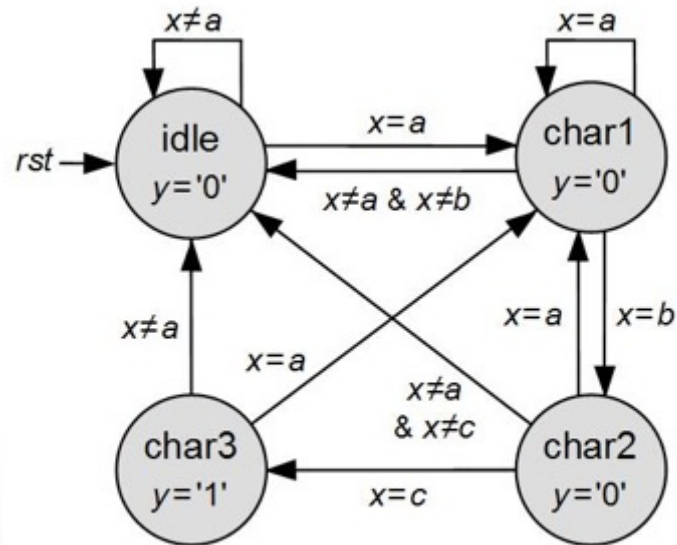 x≠a
x=a
idle
y='0'
rst
x=a
x≠a & x≠b
char1
y='0'
x≠a
x=a
x≠a
& x≠c
x=a
x=b
char3
y='1'
x=c
char2
y='0'